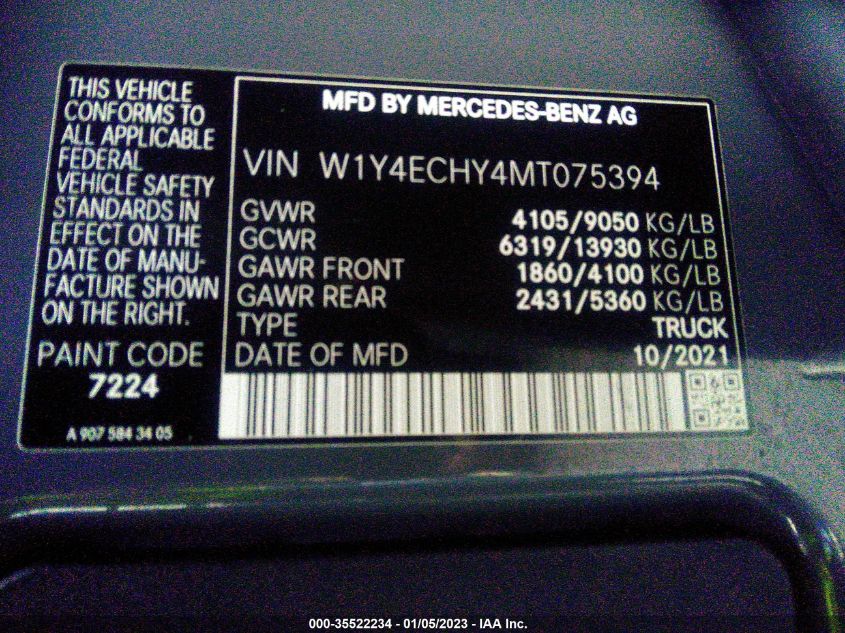 THIS VEHICLE
CONFORMS TO
ALL APPLICABLE
FEDERAL
VEHICLE SAFETY
STANDARDS IN
EFFECT ON THE
DATE OF MANU-
FACTURE SHOWN
ON THE RIGHT.
PAINT CODE
7224
A 907 584 34 05
MFD BY MERCEDES-BENZ AG
VIN W1Y4ECHY4MT075394
GVWR 4105/9050 KG/LB
GCWR 6319/13930 KG/LB
GAWR FRONT 1860/4100 KG/LB
GAWR REAR 2431/5360 KG/LB
TYPE TRUCK
DATE OF MFD 10/2021
000-35522234 - 01/05/2023 - IAA Inc.